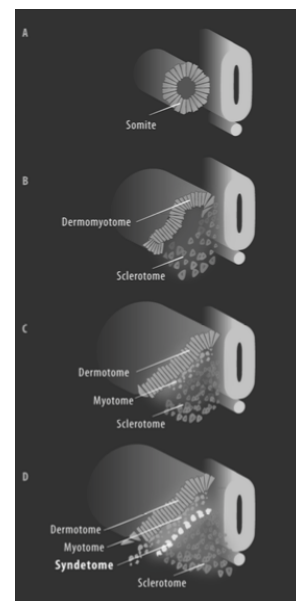 A
Somite
B
Dermomyotome
Sclerotome
C
Dermotome
Myotome
Sclerotome
D
Dermotome
Myotome
Syndetome
Sclerotome